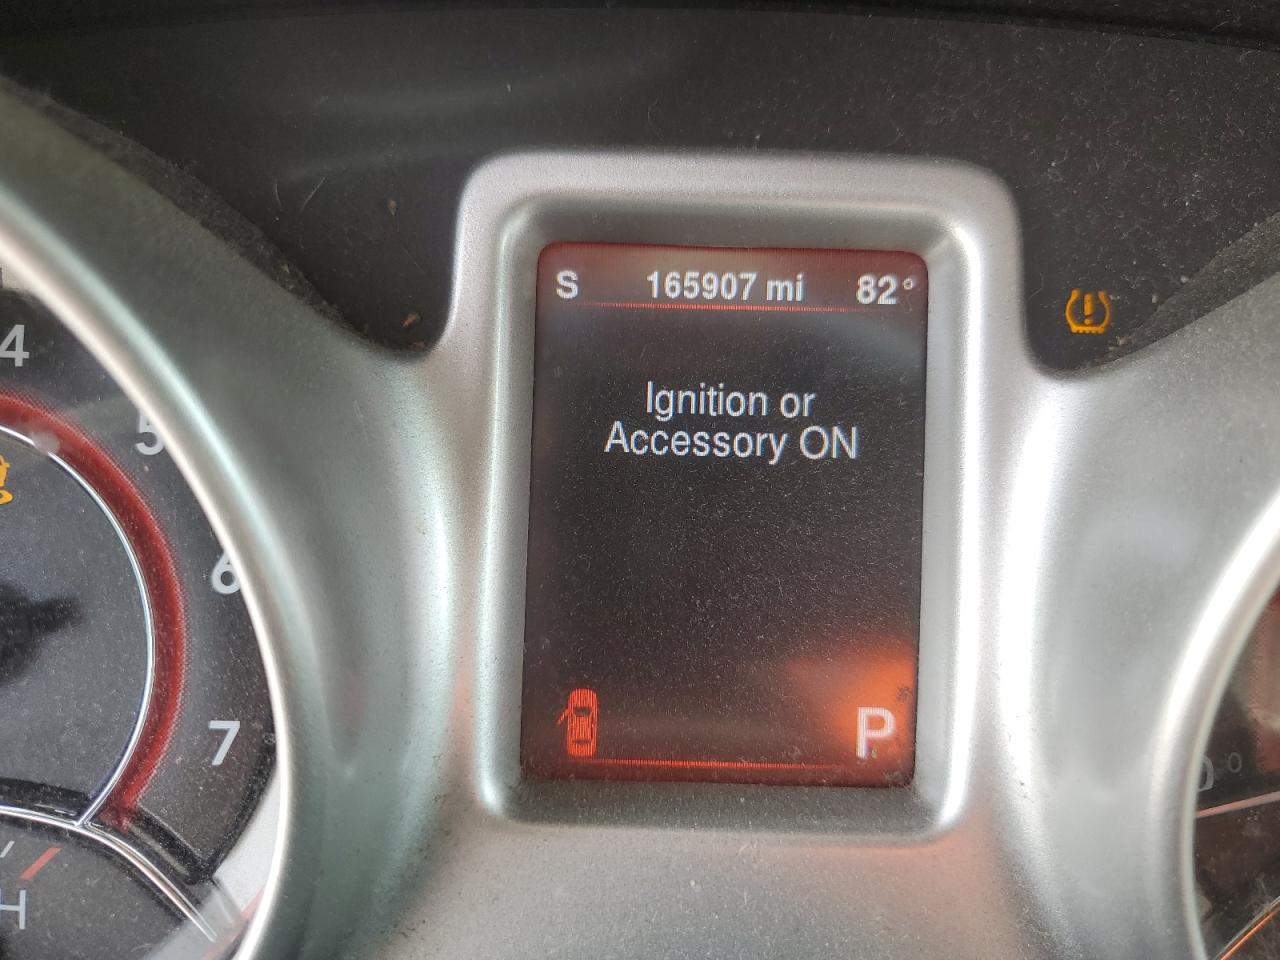 S 165907 mi 82°
Ignition or
Accessory ON
4
5
6
7
P
H